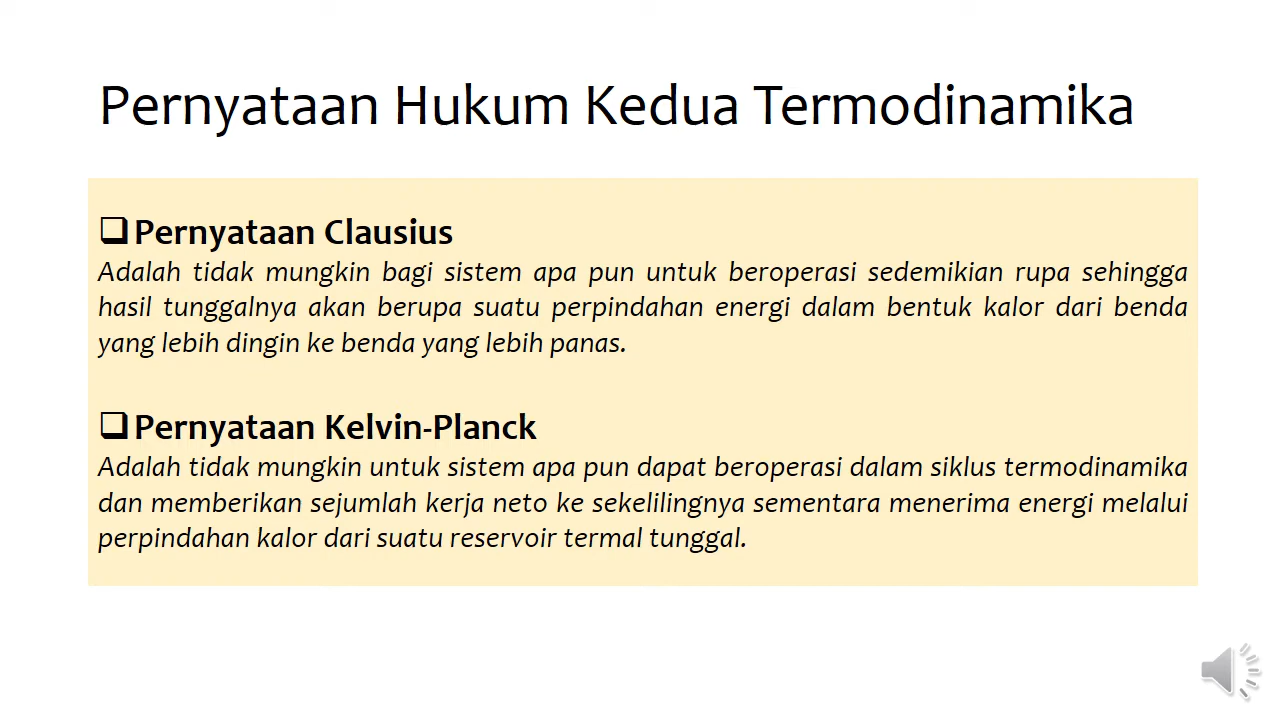 Pernyataan Hukum Kedua Termodinamika
Pernyataan Clausius
Adalah tidak mungkin bagi sistem apa pun untuk beroperasi sedemikian rupa sehingga
hasil tunggalnya akan berupa suatu perpindahan energi dalam bentuk kalor dari benda
yang lebih dingin ke benda yang lebih panas.
Pernyataan Kelvin-Planck
Adalah tidak mungkin untuk sistem apa pun dapat beroperasi dalam siklus termodinamika
dan memberikan sejumlah kerja neto ke sekelilingnya sementara menerima energi melalui
perpindahan kalor dari suatu reservoir termal tunggal.